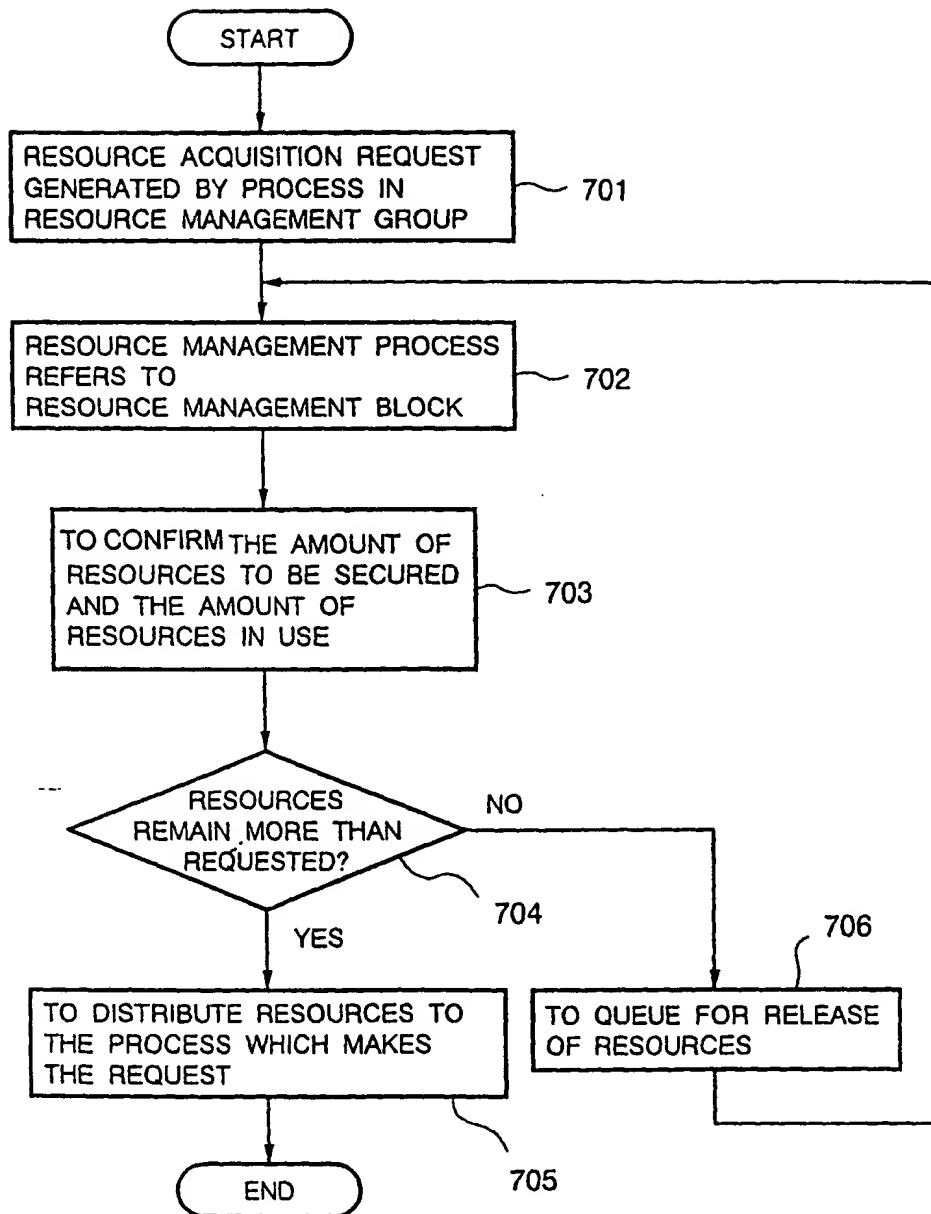 START
RESOURCE ACQUISITION REQUEST
GENERATED BY PROCESS IN
RESOURCE MANAGEMENT GROUP
701
RESOURCE MANAGEMENT PROCESS
REFERS TO
RESOURCE MANAGEMENT BLOCK
702
TO CONFIRM THE AMOUNT OF
RESOURCES TO BE SECURED
AND THE AMOUNT OF
RESOURCES IN USE
703
RESOURCES
REMAIN MORE THAN
REQUESTED?
NO
704
YES
706
TO DISTRIBUTE RESOURCES TO
THE PROCESS WHICH MAKES
THE REQUEST
TO QUEUE FOR RELEASE
OF RESOURCES
705
END